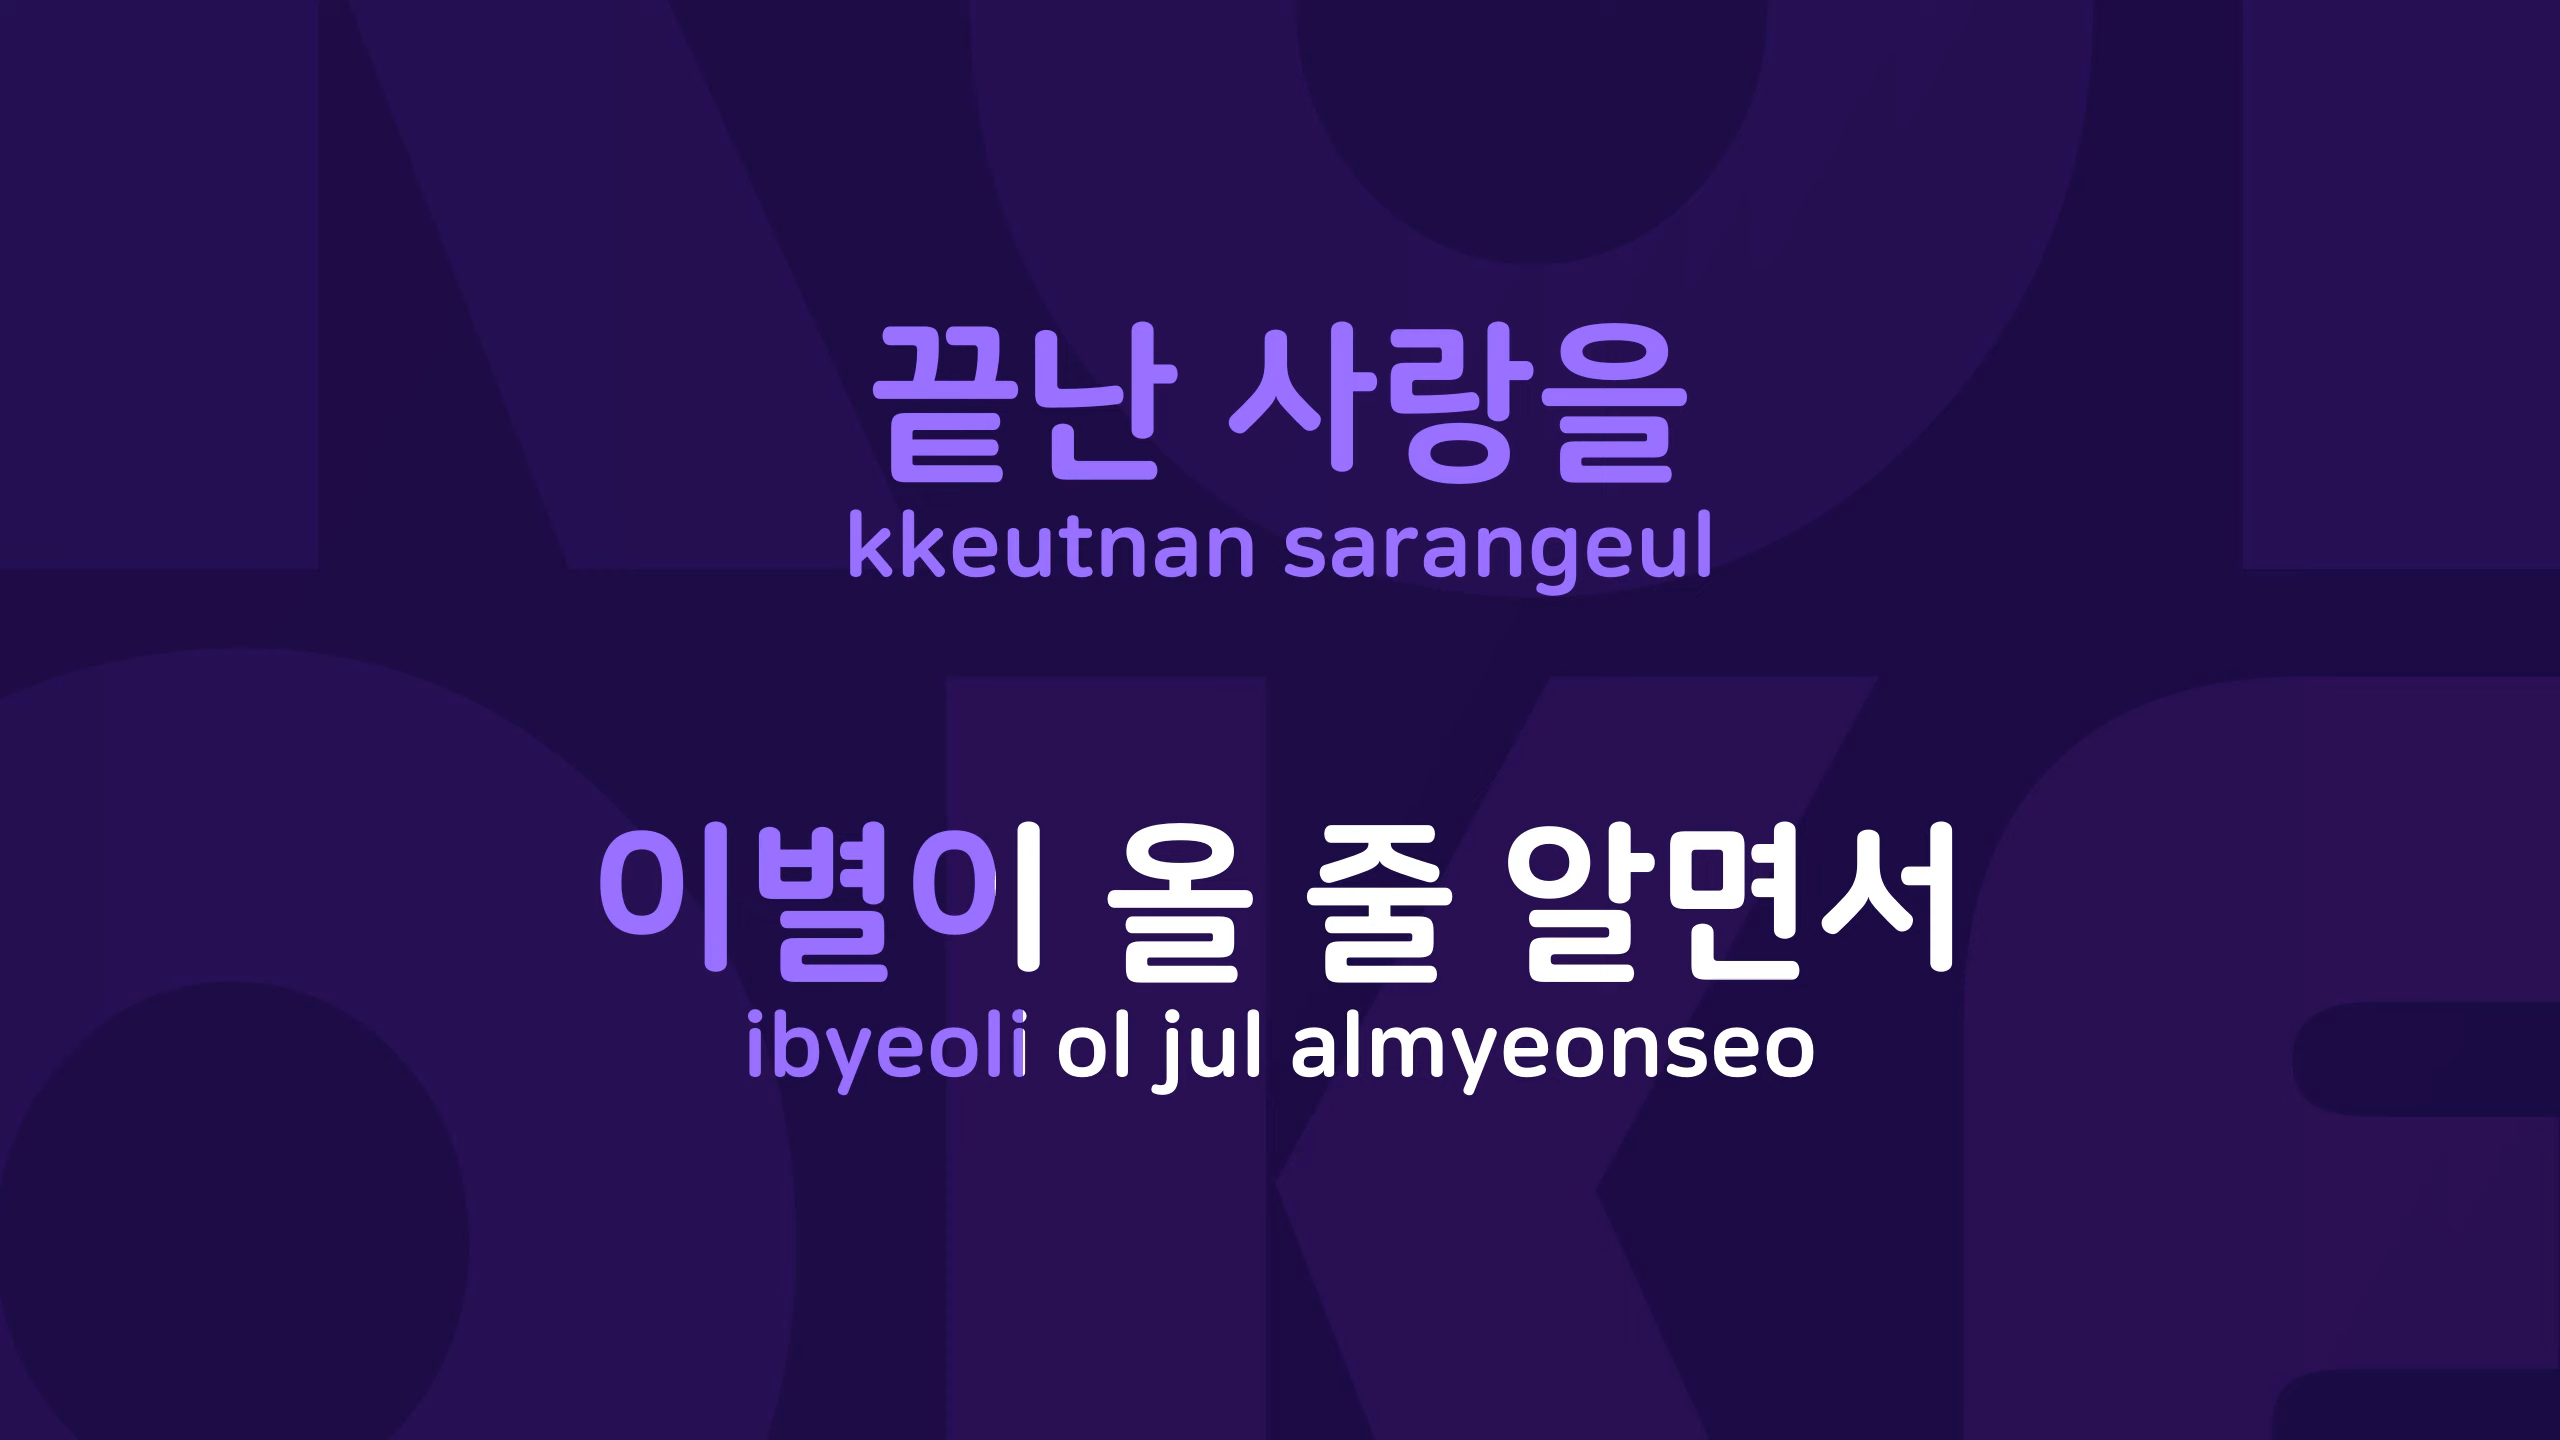 끝난 사랑을
kkeutnan sarangeul
이별이 올 줄 알면서
ibyeoli ol jul almyeonseo